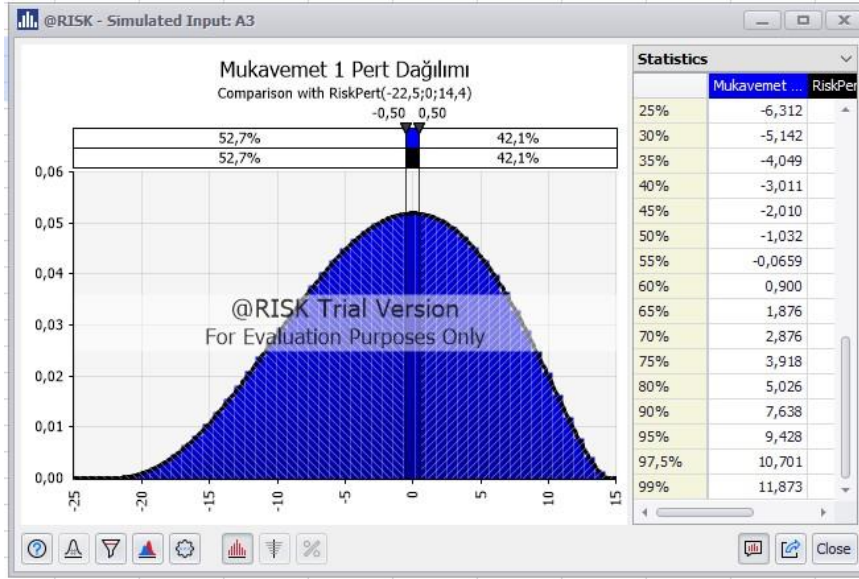 @RISK - Simulated Input: A3
Mukavemet 1 Pert Dağılımı
Comparison with RiskPert(-22,5;0;14,4)
-0,50 0,50
52,7% 42,1%
52,7% 42,1%
0,06
0,05
0,04
0,03
0,02
0,01
0,00
-25 -20 -15 -10 -5 0 5 10 15
@RISK Trial Version
For Evaluation Purposes Only
Statistics
Mukavemet ... RiskPer
25% -6,312
30% -5,142
35% -4,049
40% -3,011
45% -2,010
50% -1,032
55% -0,0659
60% 0,900
65% 1,876
70% 2,876
75% 3,918
80% 5,026
90% 7,638
95% 9,428
97,5% 10,701
99% 11,873
Close